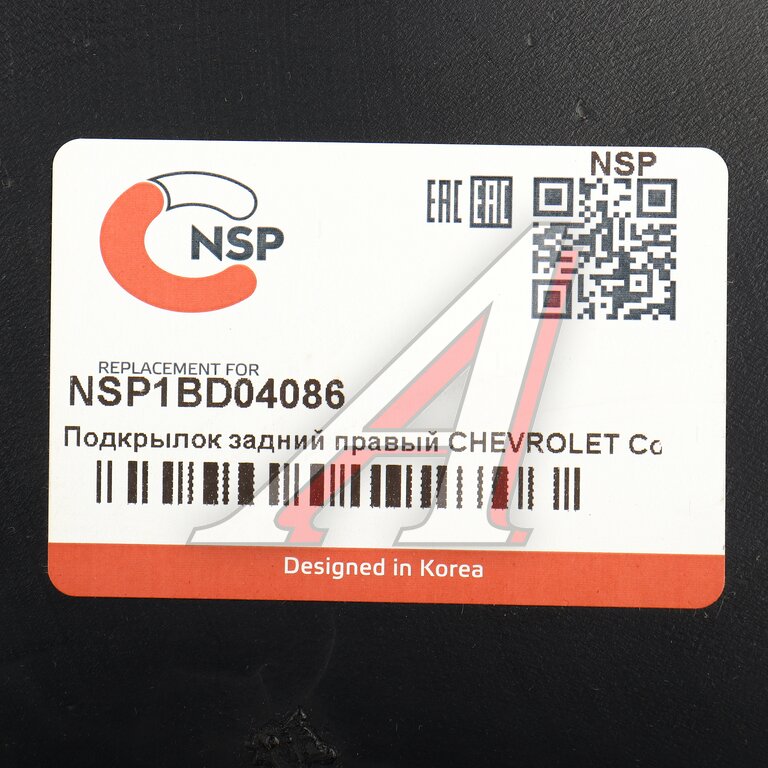 NSP
EAC EAC
NSP
REPLACEMENT FOR
NSP1BD04086
Подкрылок задний правый CHEVROLET Co
Designed in Korea